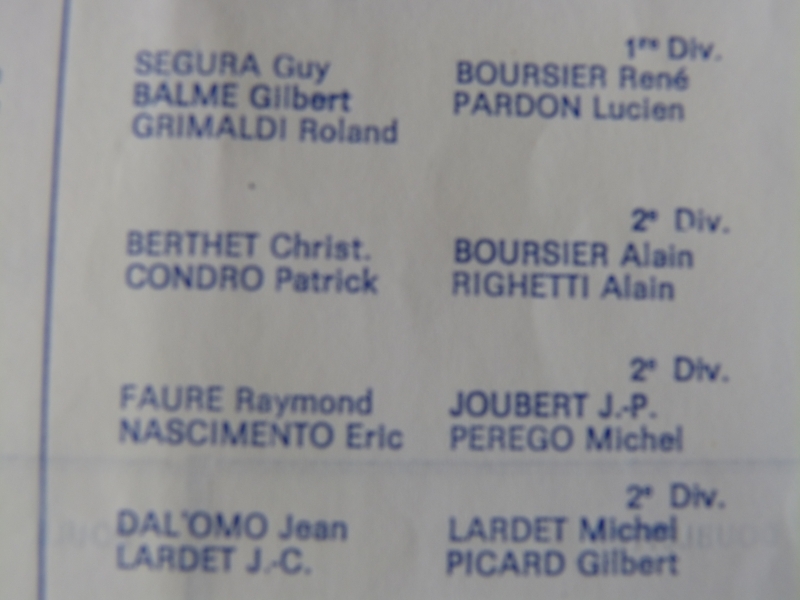 1re Div.
SEGURA Guy BOURSIER René
BALME Gilbert PARDON Lucien
GRIMALDI Roland
2e Div.
BERTHET Christ. BOURSIER Alain
CONDRO Patrick RIGHETTI Alain
2e Div.
FAURE Raymond JOUBERT J.-P.
NASCIMENTO Eric PEREGO Michel
2e Div.
DAL'OMO Jean LARDET Michel
LARDET J.-C. PICARD Gilbert